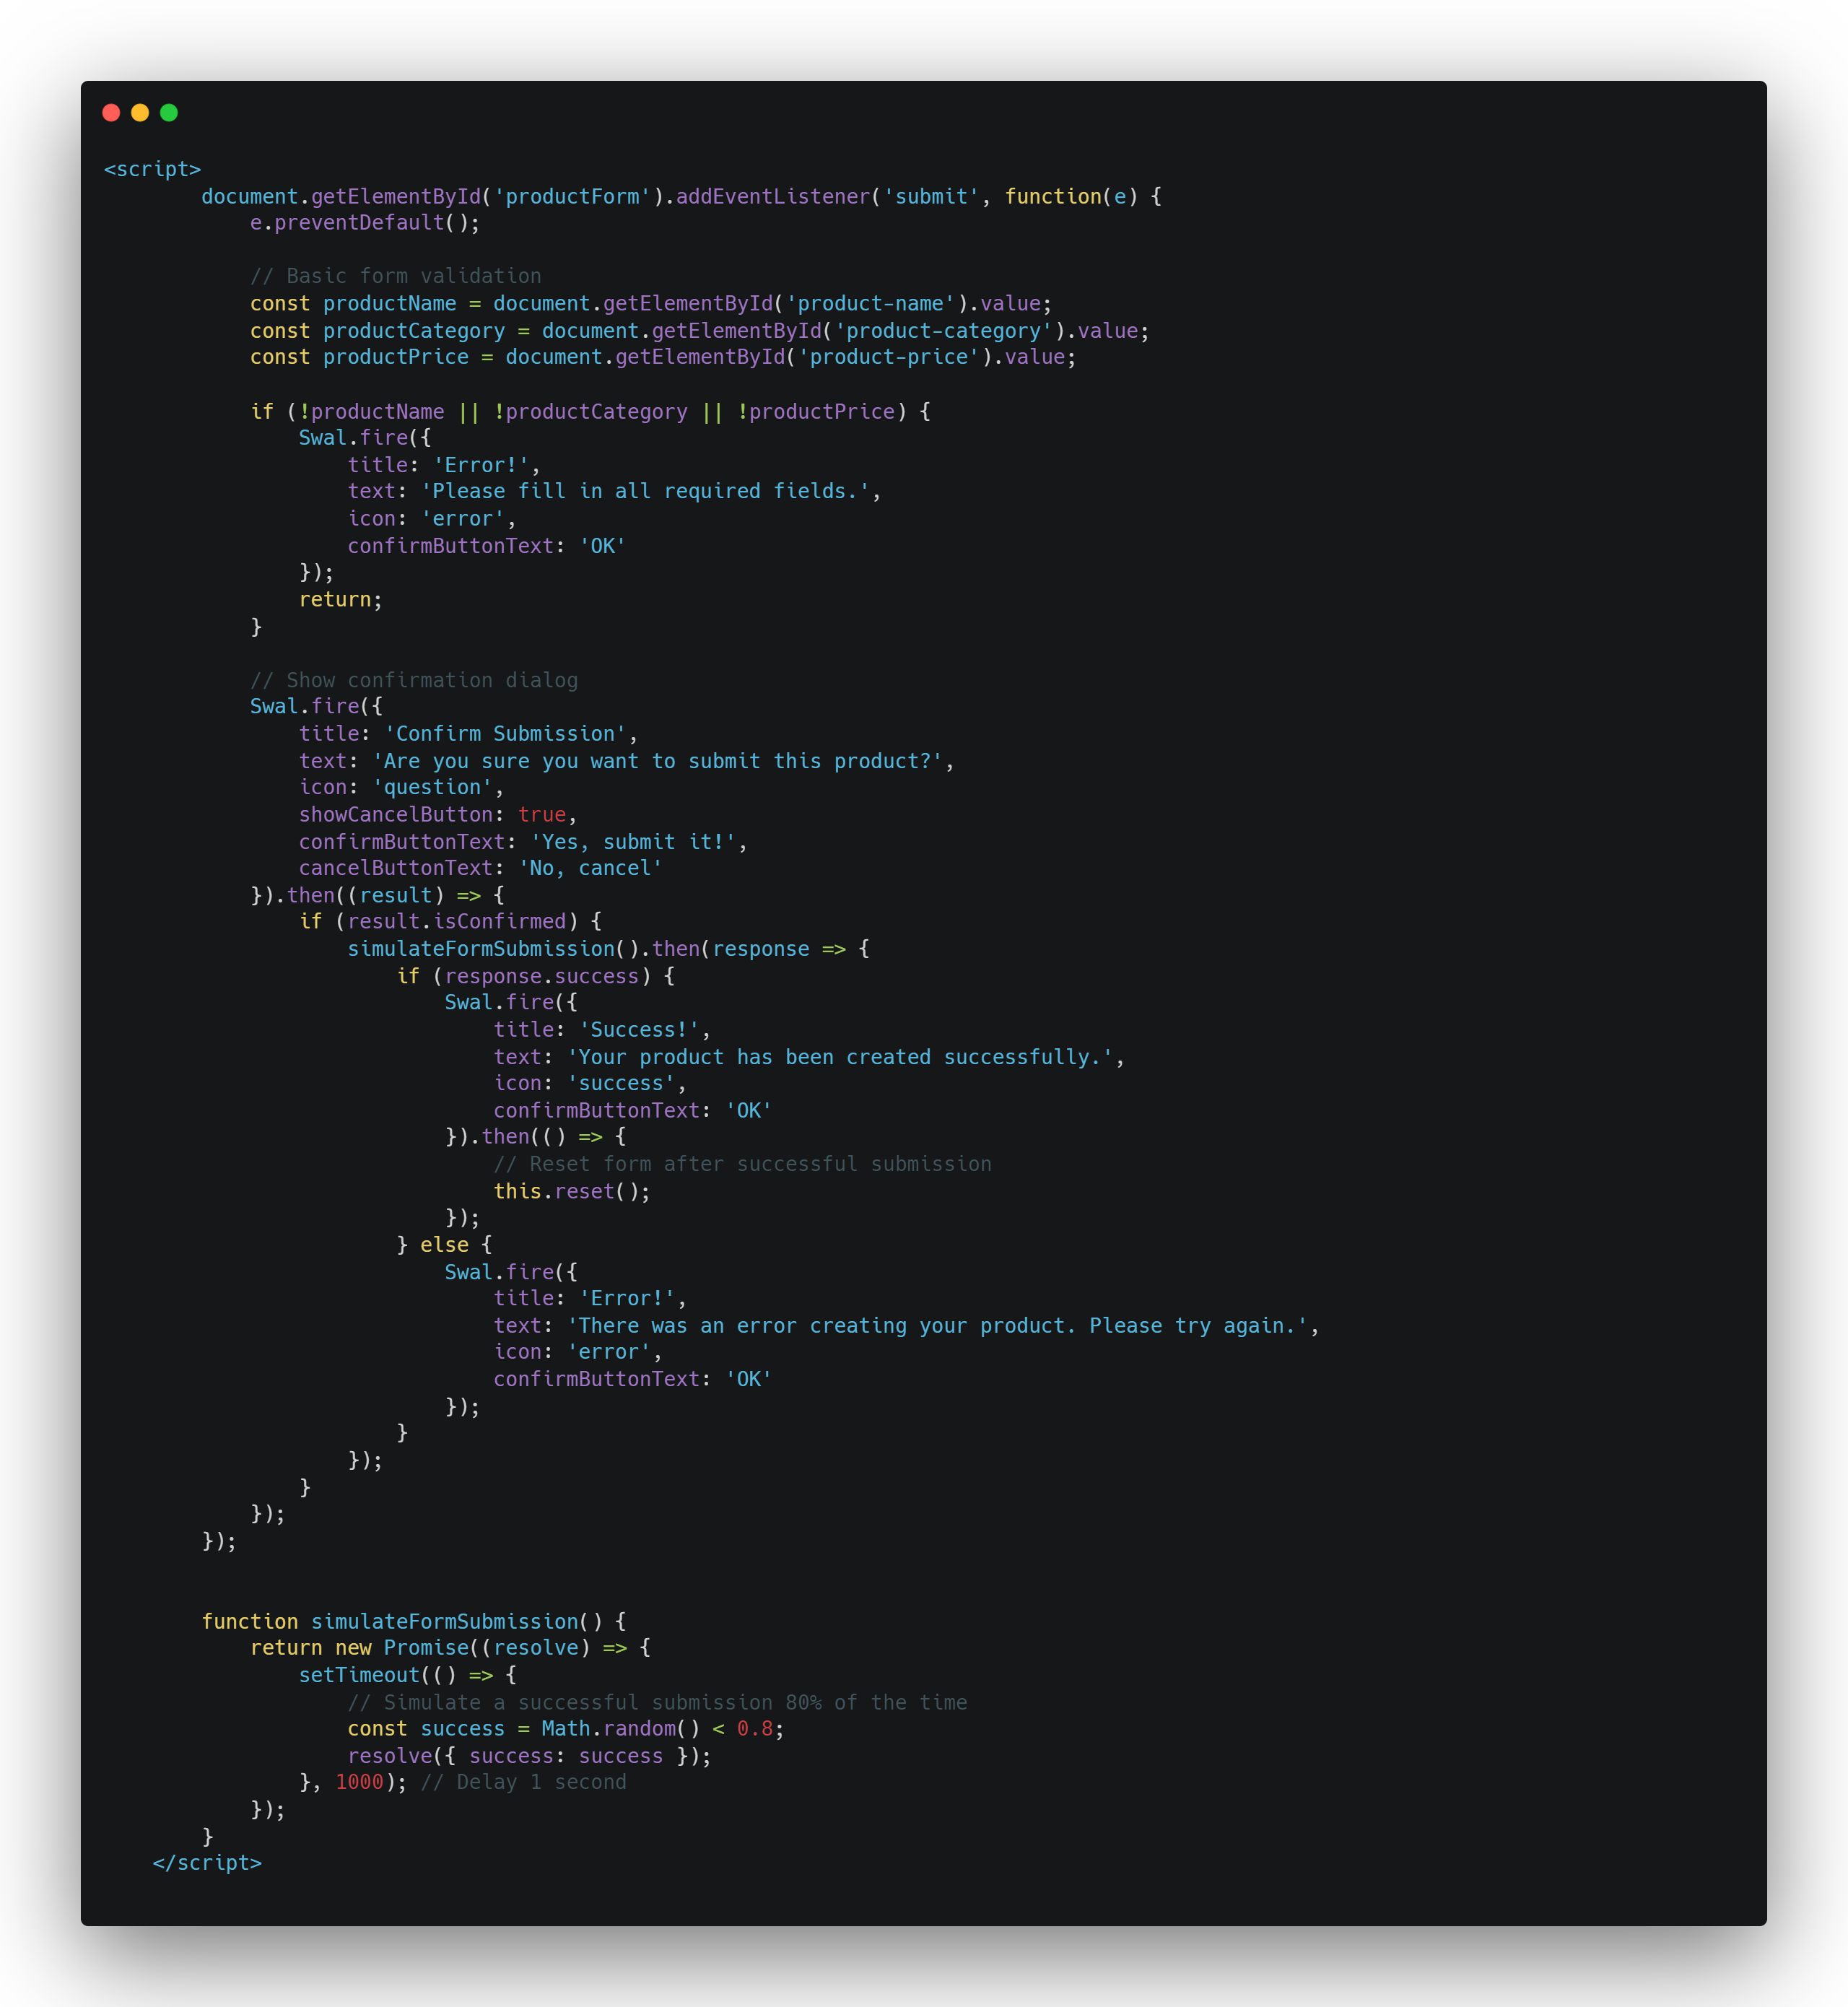 <script>
        document.getElementById('productForm').addEventListener('submit', function(e) {
            e.preventDefault();

            // Basic form validation
            const productName = document.getElementById('product-name').value;
            const productCategory = document.getElementById('product-category').value;
            const productPrice = document.getElementById('product-price').value;

            if (!productName || !productCategory || !productPrice) {
                Swal.fire({
                    title: 'Error!',
                    text: 'Please fill in all required fields.',
                    icon: 'error',
                    confirmButtonText: 'OK'
                });
                return;
            }

            // Show confirmation dialog
            Swal.fire({
                title: 'Confirm Submission',
                text: 'Are you sure you want to submit this product?',
                icon: 'question',
                showCancelButton: true,
                confirmButtonText: 'Yes, submit it!',
                cancelButtonText: 'No, cancel'
            }).then((result) => {
                if (result.isConfirmed) {
                    simulateFormSubmission().then(response => {
                        if (response.success) {
                            Swal.fire({
                                title: 'Success!',
                                text: 'Your product has been created successfully.',
                                icon: 'success',
                                confirmButtonText: 'OK'
                            }).then(() => {
                                // Reset form after successful submission
                                this.reset();
                            });
                        } else {
                            Swal.fire({
                                title: 'Error!',
                                text: 'There was an error creating your product. Please try again.',
                                icon: 'error',
                                confirmButtonText: 'OK'
                            });
                        }
                    });
                }
            });
        });


        function simulateFormSubmission() {
            return new Promise((resolve) => {
                setTimeout(() => {
                    // Simulate a successful submission 80% of the time
                    const success = Math.random() < 0.8;
                    resolve({ success: success });
                }, 1000); // Delay 1 second
            });
        }
    </script>